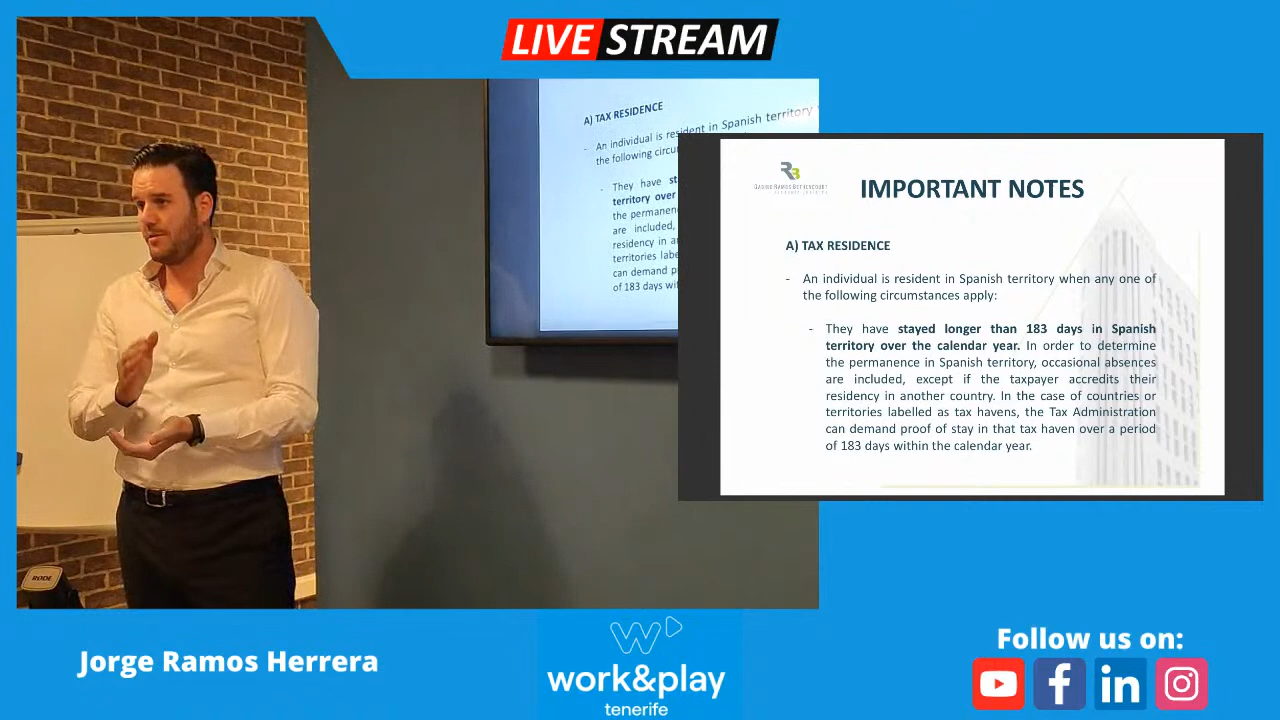 LIVE STREAM
A) TAX RESIDENCE
- An individual is resident in Spanish territory
the following circum
- They have st
territory over
the permanen
are included,
residency in a
territories labe
can demand p
of 183 days wi
IMPORTANT NOTES
A) TAX RESIDENCE
- An individual is resident in Spanish territory when any one of
the following circumstances apply:
- They have stayed longer than 183 days in Spanish
territory over the calendar year. In order to determine
the permanence in Spanish territory, occasional absences
are included, except if the taxpayer accredits their
residency in another country. In the case of countries or
territories labelled as tax havens, the Tax Administration
can demand proof of stay in that tax haven over a period
of 183 days within the calendar year.
RØDE
Jorge Ramos Herrera
work&play
tenerife
Follow us on: